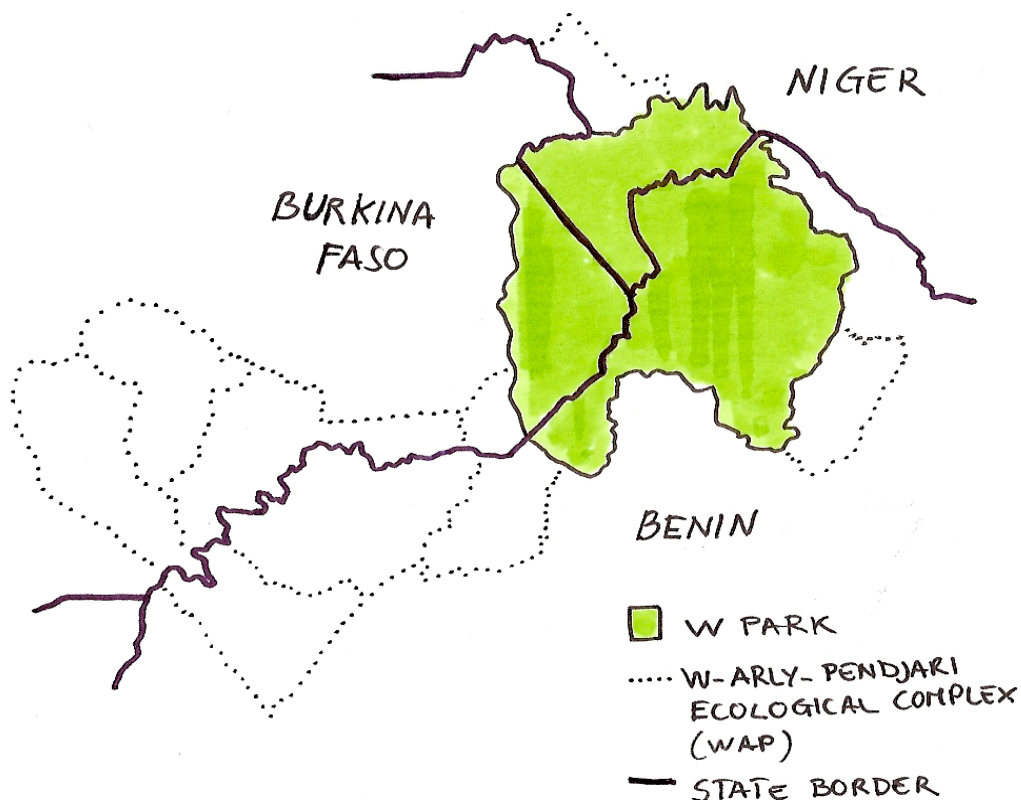 NIGER
BURKINA
FASO
BENIN
W PARK
W-ARLY-PENDJARI
ECOLOGICAL COMPLEX
(WAP)
STATE BORDER